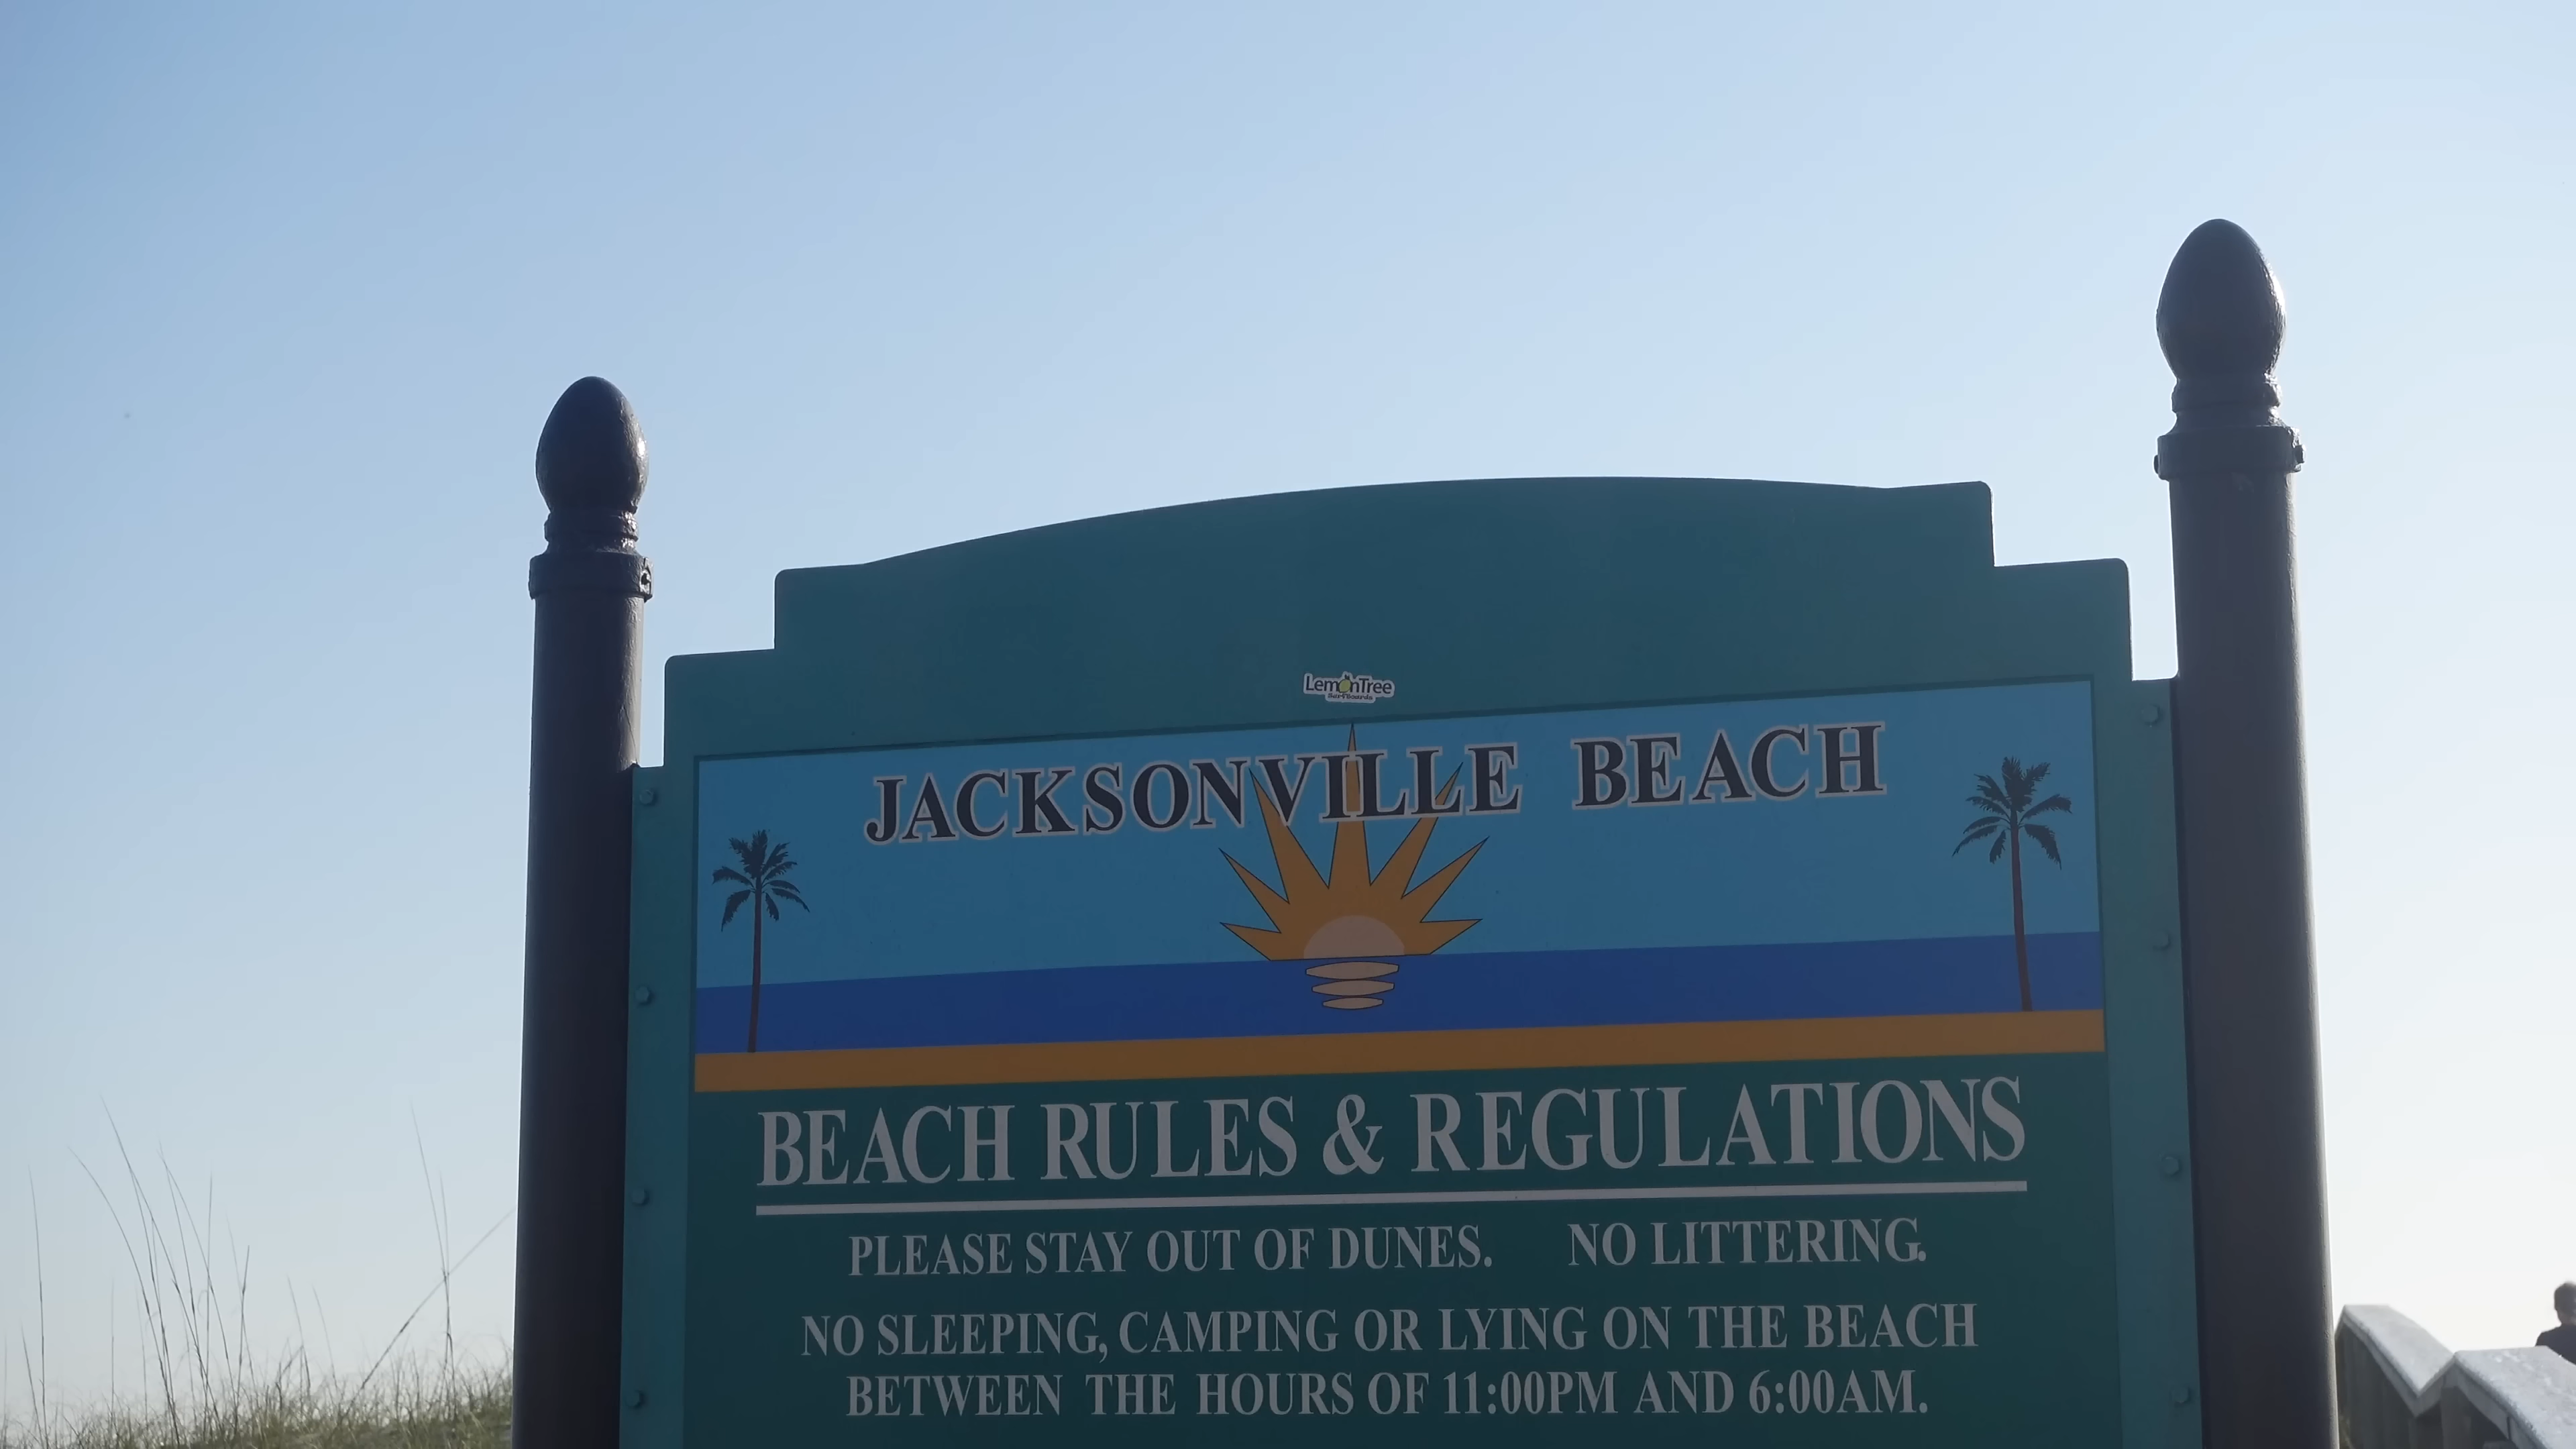 LemonTree
Surfboards
JACKSONVILLE BEACH
BEACH RULES & REGULATIONS
PLEASE STAY OUT OF DUNES. NO LITTERING.
NO SLEEPING, CAMPING OR LYING ON THE BEACH
BETWEEN THE HOURS OF 11:00PM AND 6:00AM.